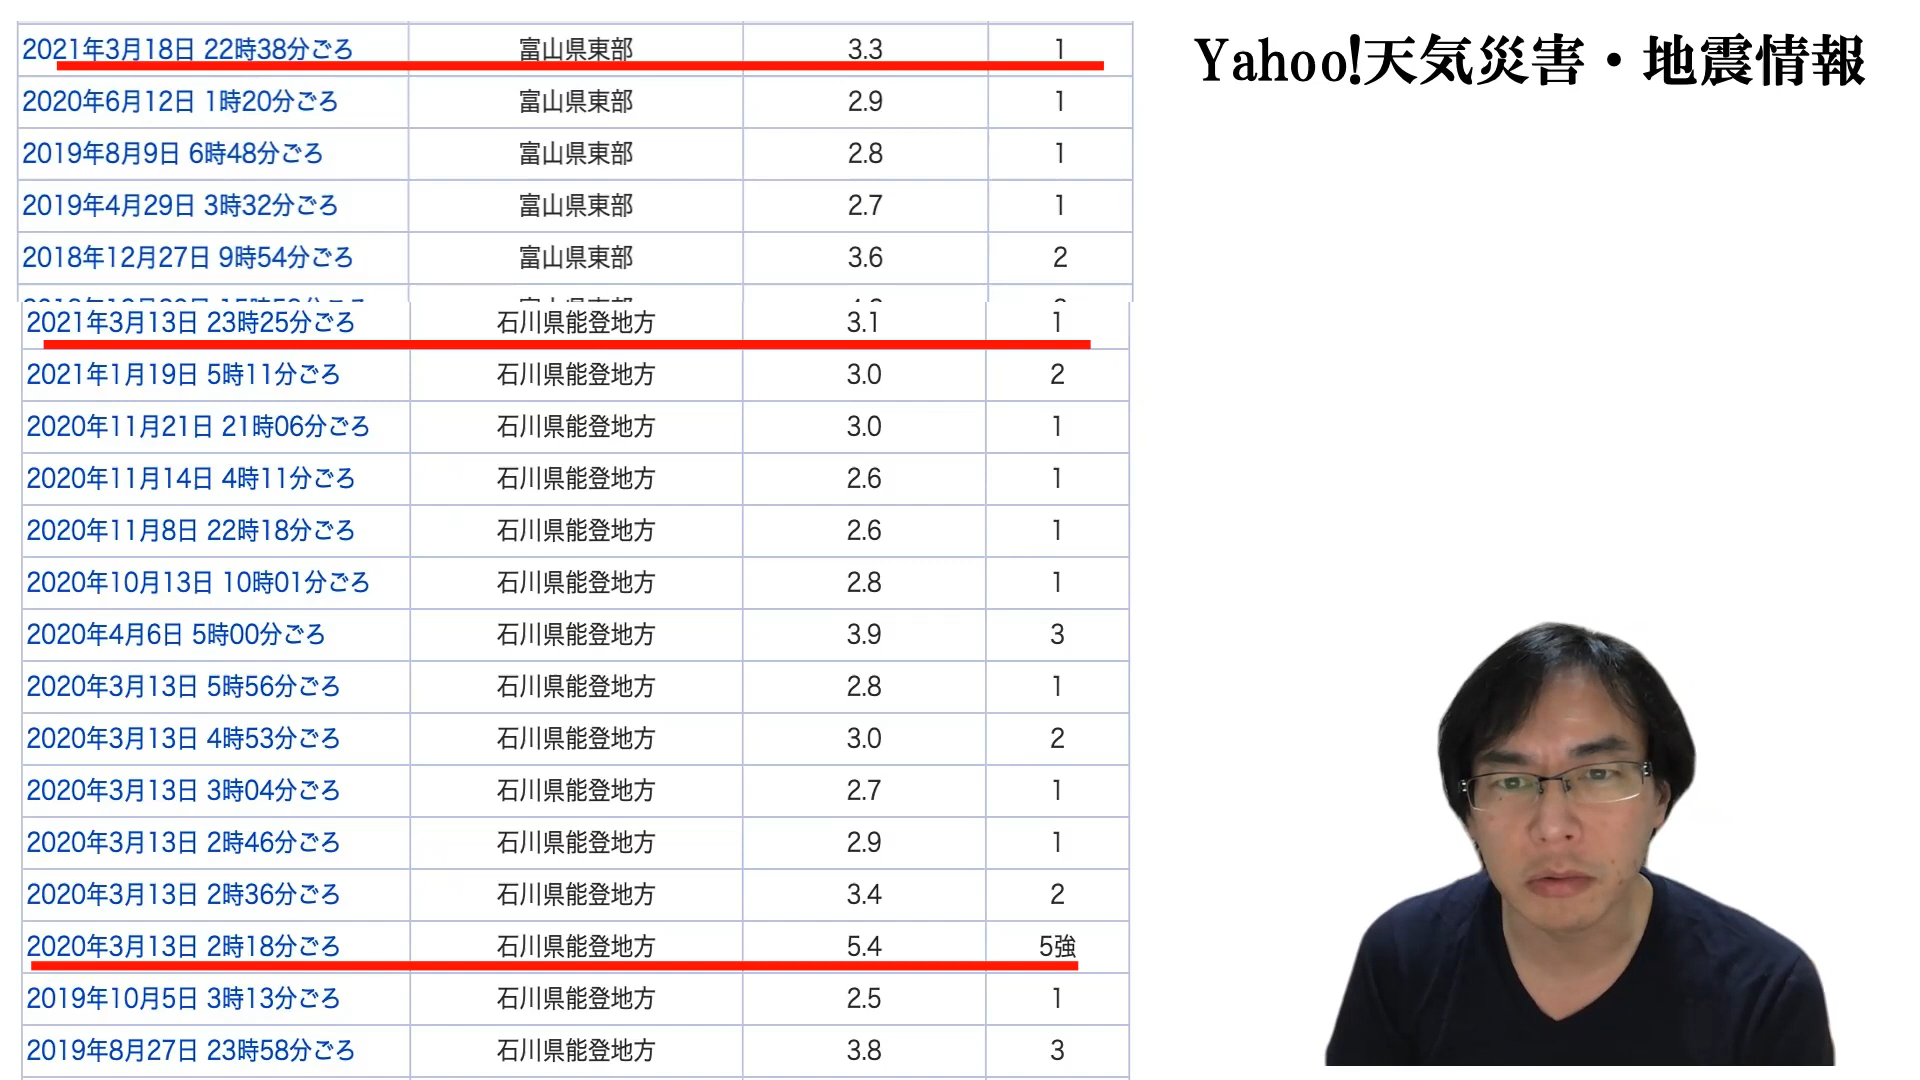 Yahoo!天気災害・地震情報
2021年3月18日 22時38分ごろ 富山県東部 3.3 1
2020年6月12日 1時20分ごろ 富山県東部 2.9 1
2019年8月9日 6時48分ごろ 富山県東部 2.8 1
2019年4月29日 3時32分ごろ 富山県東部 2.7 1
2018年12月27日 9時54分ごろ 富山県東部 3.6 2
2021年3月13日 23時25分ごろ 石川県能登地方 3.1 1
2021年1月19日 5時11分ごろ 石川県能登地方 3.0 2
2020年11月21日 21時06分ごろ 石川県能登地方 3.0 1
2020年11月14日 4時11分ごろ 石川県能登地方 2.6 1
2020年11月8日 22時18分ごろ 石川県能登地方 2.6 1
2020年10月13日 10時01分ごろ 石川県能登地方 2.8 1
2020年4月6日 5時00分ごろ 石川県能登地方 3.9 3
2020年3月13日 5時56分ごろ 石川県能登地方 2.8 1
2020年3月13日 4時53分ごろ 石川県能登地方 3.0 2
2020年3月13日 3時04分ごろ 石川県能登地方 2.7 1
2020年3月13日 2時46分ごろ 石川県能登地方 2.9 1
2020年3月13日 2時36分ごろ 石川県能登地方 3.4 2
2020年3月13日 2時18分ごろ 石川県能登地方 5.4 5強
2019年10月5日 3時13分ごろ 石川県能登地方 2.5 1
2019年8月27日 23時58分ごろ 石川県能登地方 3.8 3